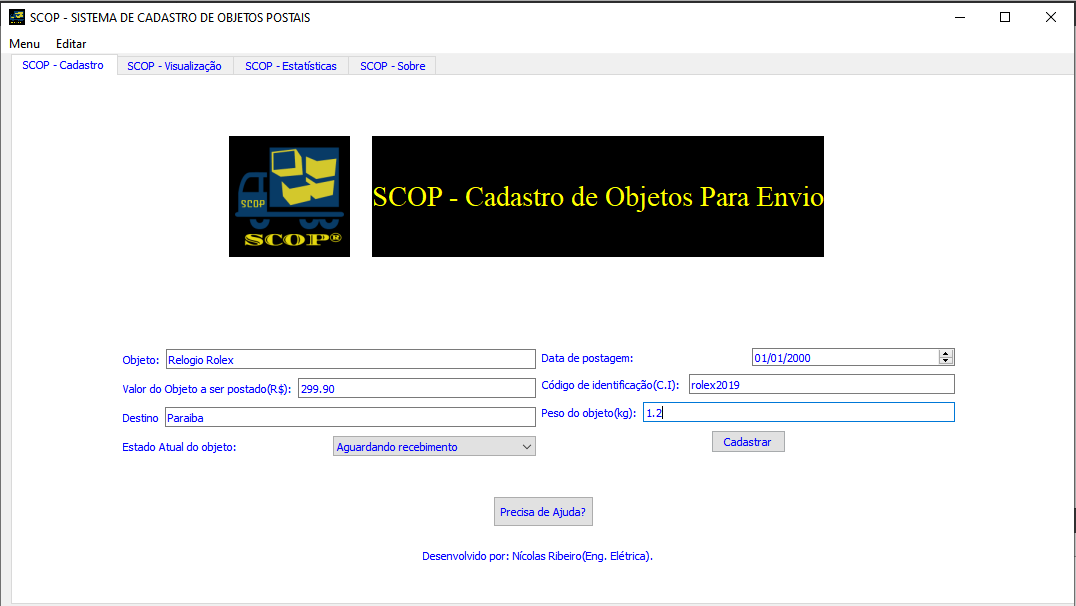 SCOP - SISTEMA DE CADASTRO DE OBJETOS POSTAIS
Menu Editar
SCOP - Cadastro SCOP - Visualização SCOP - Estatísticas SCOP - Sobre
SCOP
SCOP®
SCOP - Cadastro de Objetos Para Envio
Objeto: Relogio Rolex
Data de postagem: 01/01/2000
Valor do Objeto a ser postado(R$): 299.90
Código de identificação(C.I): rolex2019
Destino Paraiba
Peso do objeto(kg): 1.2
Estado Atual do objeto: Aguardando recebimento
Cadastrar
Precisa de Ajuda?
Desenvolvido por: Nícolas Ribeiro(Eng. Elétrica).